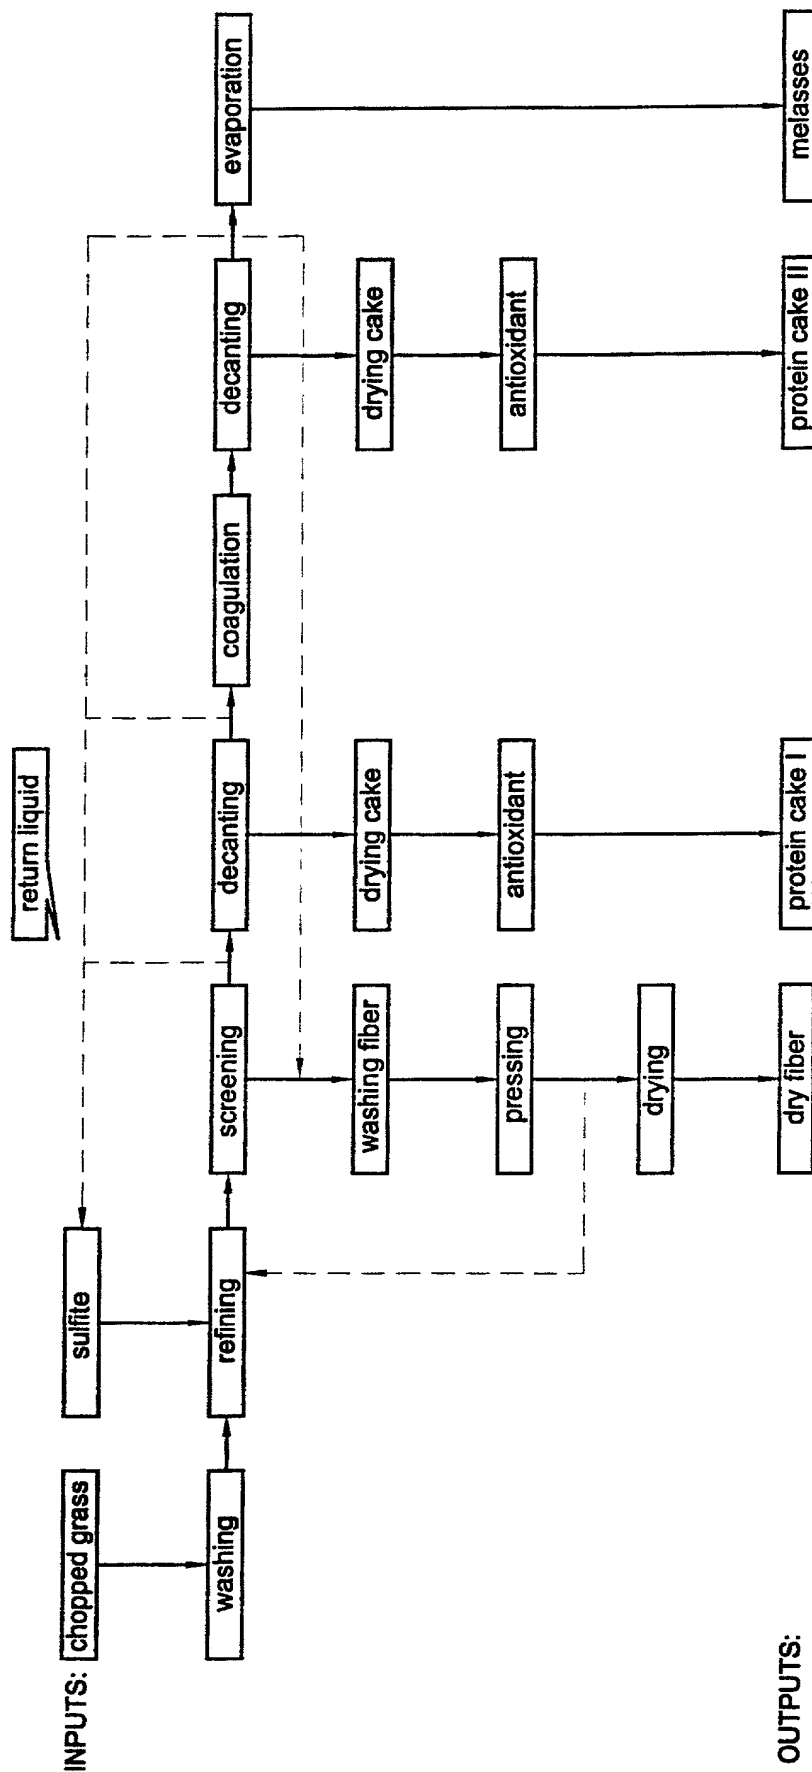 return liquid
INPUTS:
chopped grass
sulfite
washing
refining
screening
decanting
coagulation
decanting
evaporation
washing fiber
drying cake
drying cake
pressing
antioxidant
antioxidant
drying
OUTPUTS:
dry fiber
protein cake I
protein cake II
melasses